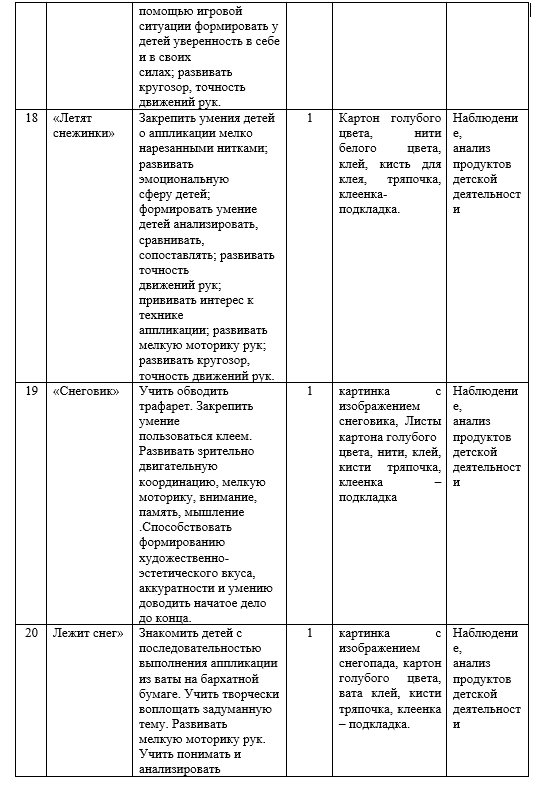 помощью игровой
ситуации формировать у
детей уверенность в себе
и в своих
силах; развивать
кругозор, точность
движений рук.
18
«Летят
снежинки»
Закрепить умения детей
о аппликации мелко
нарезанными нитками;
развивать
эмоциональную
сферу детей;
формировать умение
детей анализировать,
сравнивать,
сопоставлять; развивать
точность
движений рук;
прививать интерес к
технике
аппликации; развивать
мелкую моторику рук;
развивать кругозор,
точность движений рук.
1
Картон голубого
цвета, нити
белого цвета,
клей, кисть для
клея, тряпочка,
клеенка-
подкладка.
Наблюдени
е,
анализ
продуктов
детской
деятельност
и
19
«Снеговик»
Учить обводить
трафарет. Закрепить
умение
пользоваться клеем.
Развивать зрительно
двигательную
координацию, мелкую
моторику, внимание,
память, мышление
.Способствовать
формированию
художественно-
эстетического вкуса,
аккуратности и умению
доводить начатое дело
до конца.
1
картинка с
изображением
снеговика, Листы
картона голубого
цвета, нити, клей,
кисти тряпочка,
клеенка –
подкладка
Наблюдени
е,
анализ
продуктов
детской
деятельност
и
20
Лежит снег»
Знакомить детей с
последовательностью
выполнения аппликации
из ваты на бархатной
бумаге. Учить творчески
воплощать задуманную
тему. Развивать
мелкую моторику рук.
Учить понимать и
анализировать
1
картинка с
изображением
снегопада, картон
голубого цвета,
вата клей, кисти
тряпочка, клеенка
– подкладка.
Наблюдени
е,
анализ
продуктов
детской
деятельност
и